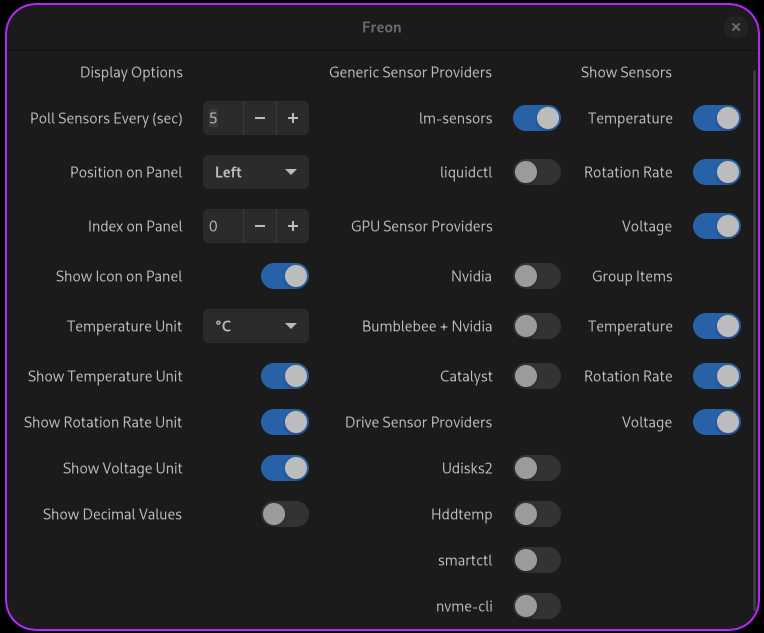 Freon
Display Options
Poll Sensors Every (sec) 5 − +
Position on Panel Left
Index on Panel 0 − +
Show Icon on Panel
Temperature Unit °C
Show Temperature Unit
Show Rotation Rate Unit
Show Voltage Unit
Show Decimal Values
Generic Sensor Providers
lm-sensors
liquidctl
GPU Sensor Providers
Nvidia
Bumblebee + Nvidia
Catalyst
Drive Sensor Providers
Udisks2
Hddtemp
smartctl
nvme-cli
Show Sensors
Temperature
Rotation Rate
Voltage
Group Items
Temperature
Rotation Rate
Voltage